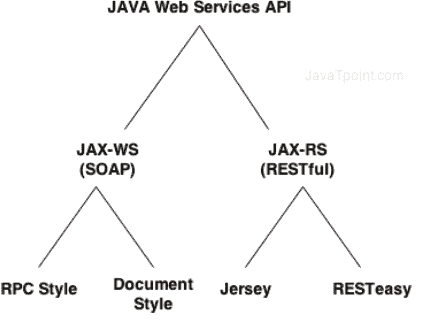 JAVA Web Services API
JavaTpoint.com
JAX-WS
(SOAP)
JAX-RS
(RESTful)
RPC Style
Document
Style
Jersey
RESTeasy